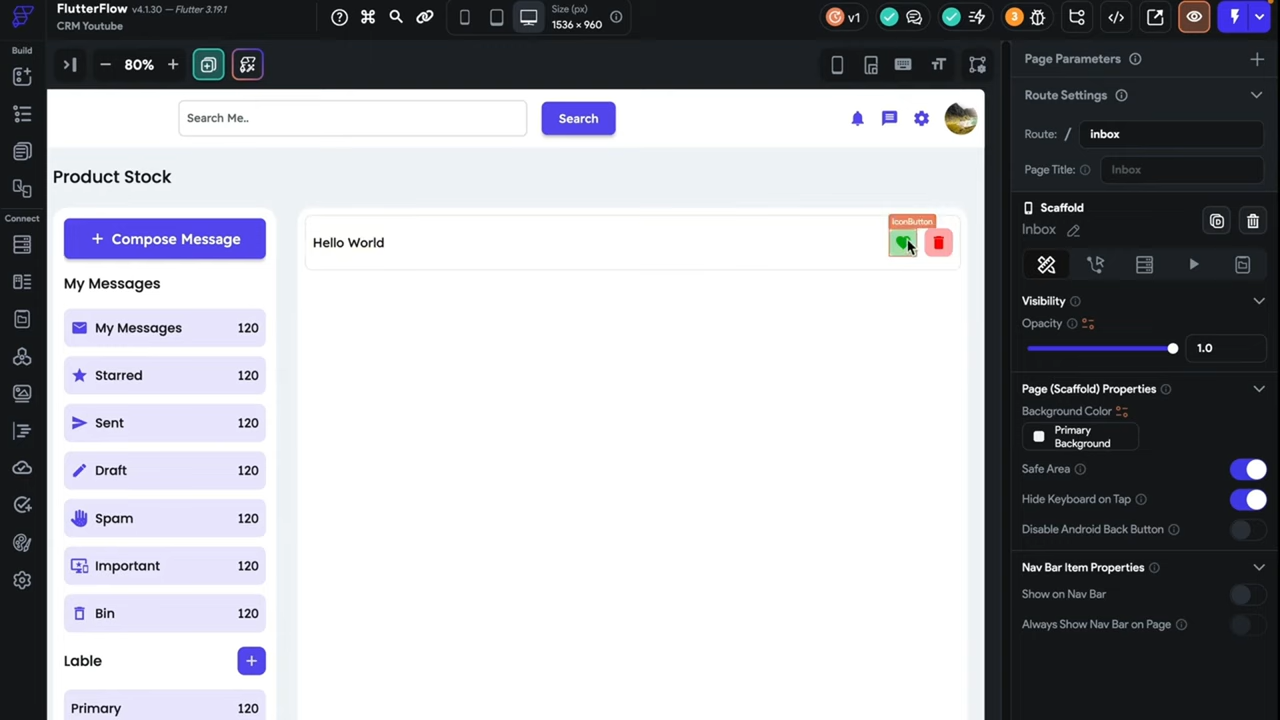 FlutterFlow v4.1.30 - Flutter 3.19.1
CRM Youtube
Size (px)
1536 × 960
v1
3
Build
80%
Connect
Search Me..
Search
Product Stock
Compose Message
My Messages
My Messages 120
Starred 120
Sent 120
Draft 120
Spam 120
Important 120
Bin 120
Lable
Primary 120
IconButton
Hello World
Page Parameters
Route Settings
Route: / inbox
Page Title: Inbox
Scaffold
Inbox
Visibility
Opacity
1.0
Page (Scaffold) Properties
Background Color
Primary
Background
Safe Area
Hide Keyboard on Tap
Disable Android Back Button
Nav Bar Item Properties
Show on Nav Bar
Always Show Nav Bar on Page